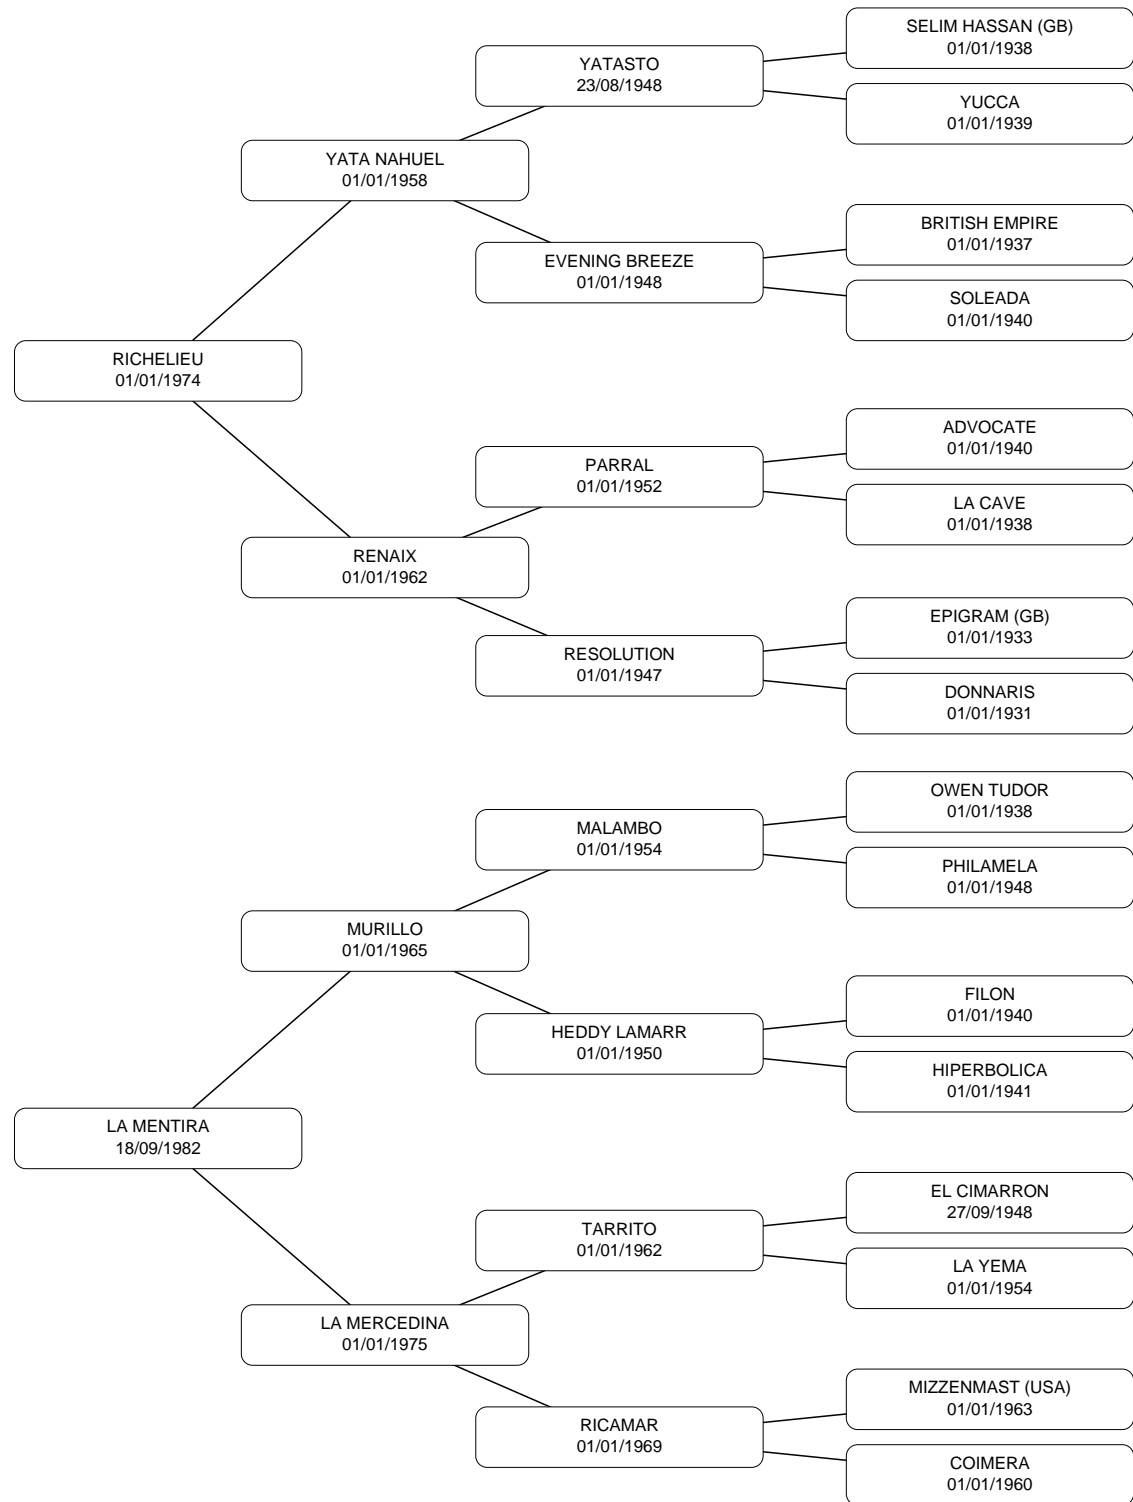 SELIM HASSAN (GB)
01/01/1938
YATASTO
23/08/1948
YUCCA
01/01/1939
YATA NAHUEL
01/01/1958
BRITISH EMPIRE
01/01/1937
EVENING BREEZE
01/01/1948
SOLEADA
01/01/1940
RICHELIEU
01/01/1974
ADVOCATE
01/01/1940
PARRAL
01/01/1952
LA CAVE
01/01/1938
RENAIX
01/01/1962
EPIGRAM (GB)
01/01/1933
RESOLUTION
01/01/1947
DONNARIS
01/01/1931
OWEN TUDOR
01/01/1938
MALAMBO
01/01/1954
PHILAMELA
01/01/1948
MURILLO
01/01/1965
FILON
01/01/1940
HEDDY LAMARR
01/01/1950
HIPERBOLICA
01/01/1941
LA MENTIRA
18/09/1982
EL CIMARRON
27/09/1948
TARRITO
01/01/1962
LA YEMA
01/01/1954
LA MERCEDINA
01/01/1975
MIZZENMAST (USA)
01/01/1963
RICAMAR
01/01/1969
COIMERA
01/01/1960